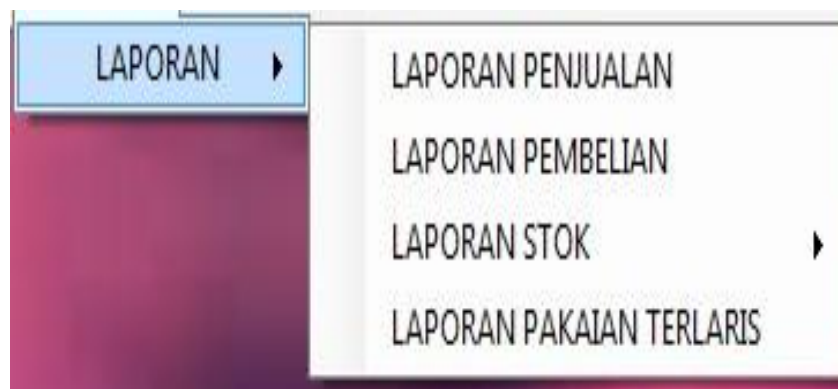 LAPORAN
LAPORAN PENJUALAN
LAPORAN PEMBELIAN
LAPORAN STOK
LAPORAN PAKAIAN TERLARIS